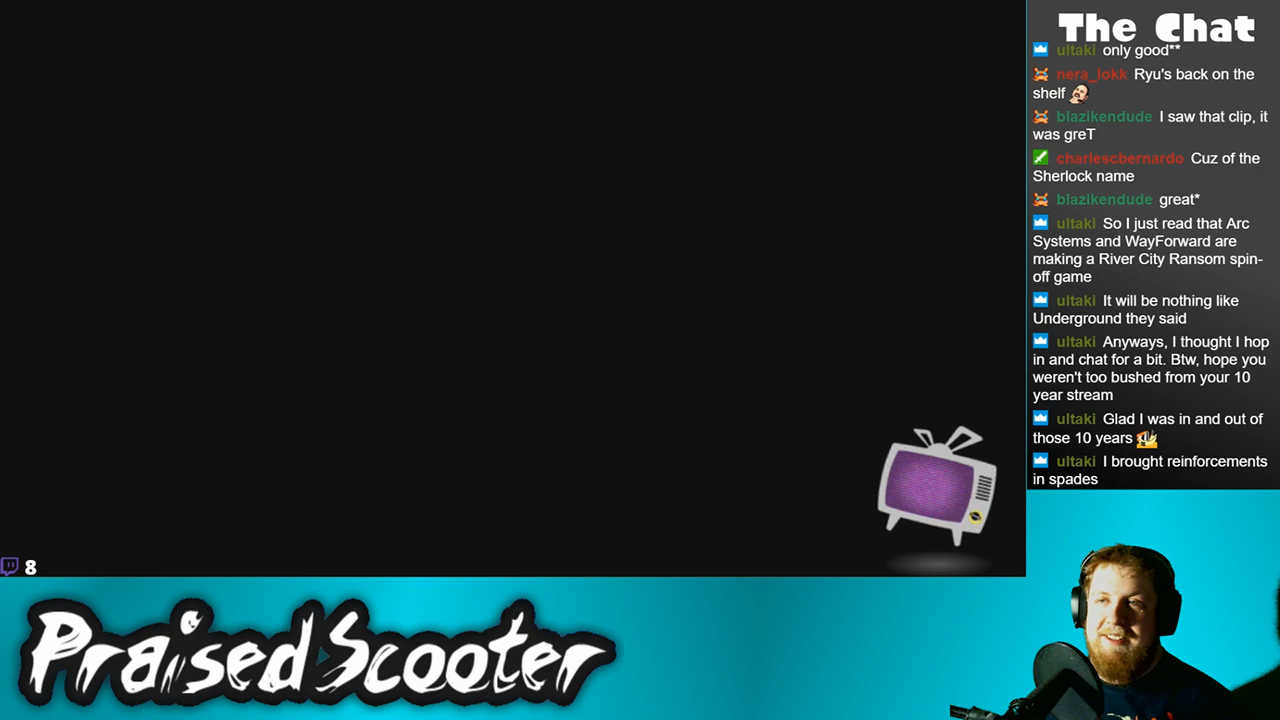 The Chat
ultaki only good**
nera_lokk Ryu's back on the
shelf
blazikendude I saw that clip, it
was greT
charlescbernardo Cuz of the
Sherlock name
blazikendude great*
ultaki So I just read that Arc
Systems and WayForward are
making a River City Ransom spin-
off game
ultaki It will be nothing like
Underground they said
ultaki Anyways, I thought I hop
in and chat for a bit. Btw, hope you
weren't too bushed from your 10
year stream
ultaki Glad I was in and out of
those 10 years
ultaki I brought reinforcements
in spades
8
PraisedScooter